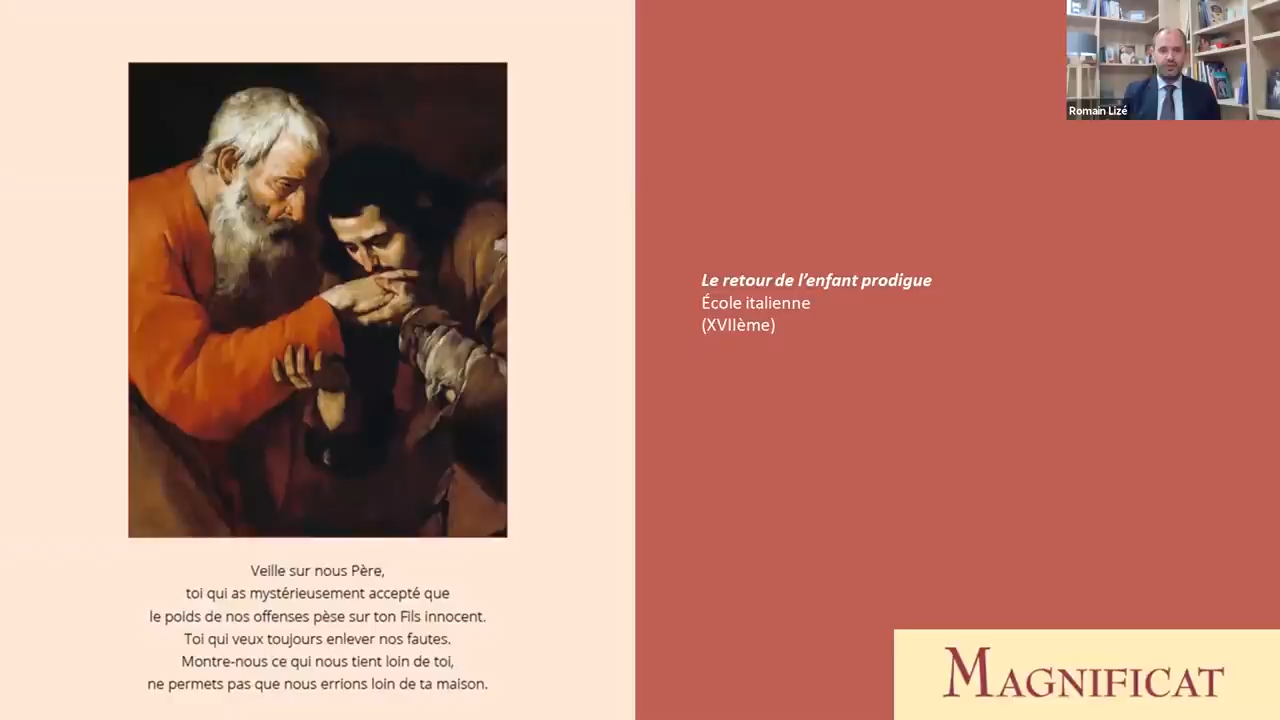 Romain Lizé
Le retour de l’enfant prodigue
École italienne
(XVIIème)
Veille sur nous Père,
toi qui as mystérieusement accepté que
le poids de nos offenses pèse sur ton Fils innocent.
Toi qui veux toujours enlever nos fautes.
Montre-nous ce qui nous tient loin de toi,
ne permets pas que nous errions loin de ta maison.
MAGNIFICAT